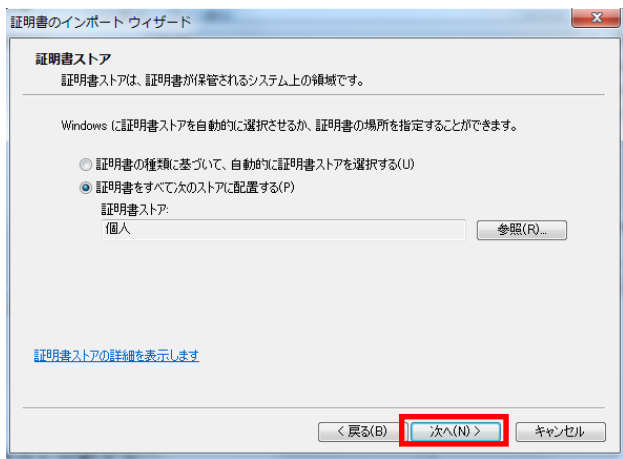 証明書のインポート ウィザード
証明書ストア
証明書ストアは、証明書が保管されるシステム上の領域です。
Windows に証明書ストアを自動的に選択させるか、証明書の場所を指定することができます。
証明書の種類に基づいて、自動的に証明書ストアを選択する(U)
証明書をすべて次のストアに配置する(P)
証明書ストア:
個人
参照(R)...
証明書ストアの詳細を表示します
< 戻る(B)
次へ(N) >
キャンセル